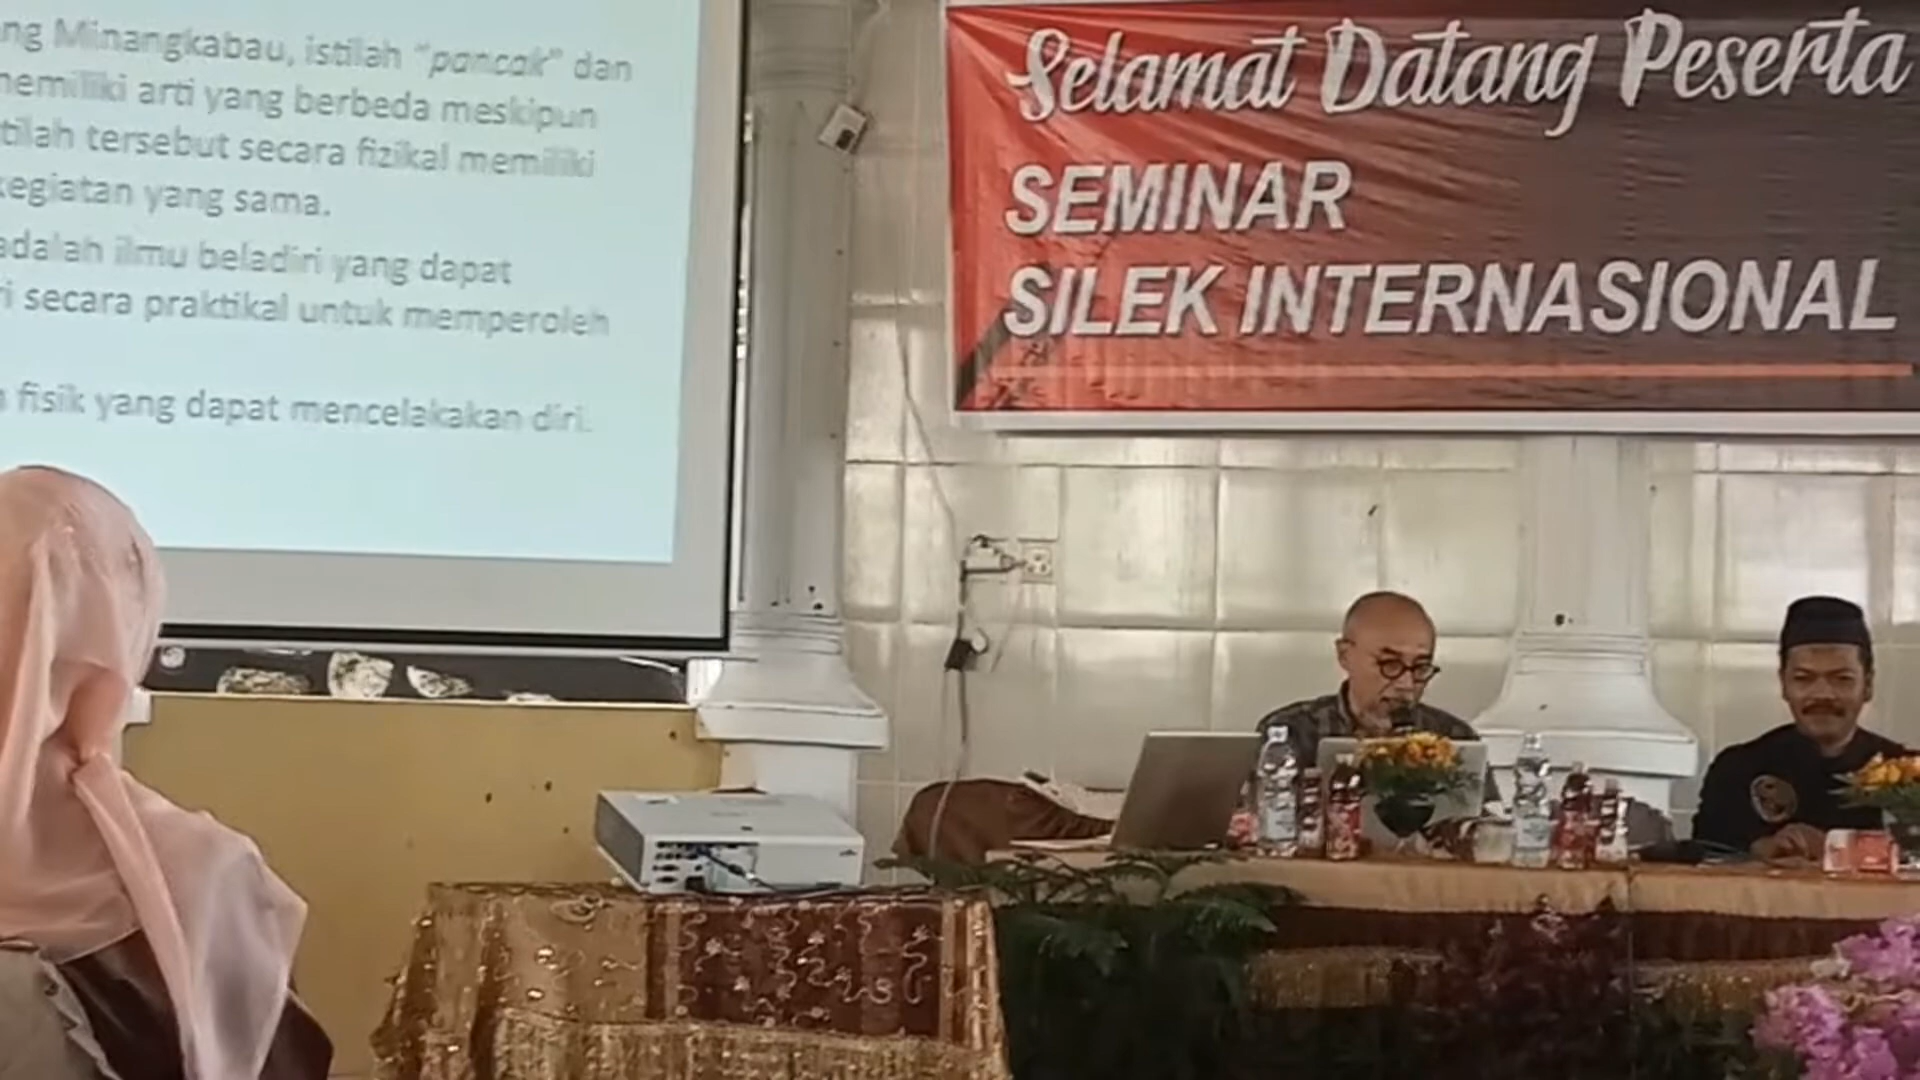 ng Minangkabau, istilah "pancak" dan
nemiliki arti yang berbeda meskipun
tilah tersebut secara fizikal memiliki
kegiatan yang sama.
adalah ilmu beladiri yang dapat
ri secara praktikal untuk memperoleh
fisik yang dapat mencelakakan diri.
Selamat Datang Peserta
SEMINAR
SILEK INTERNASIONAL